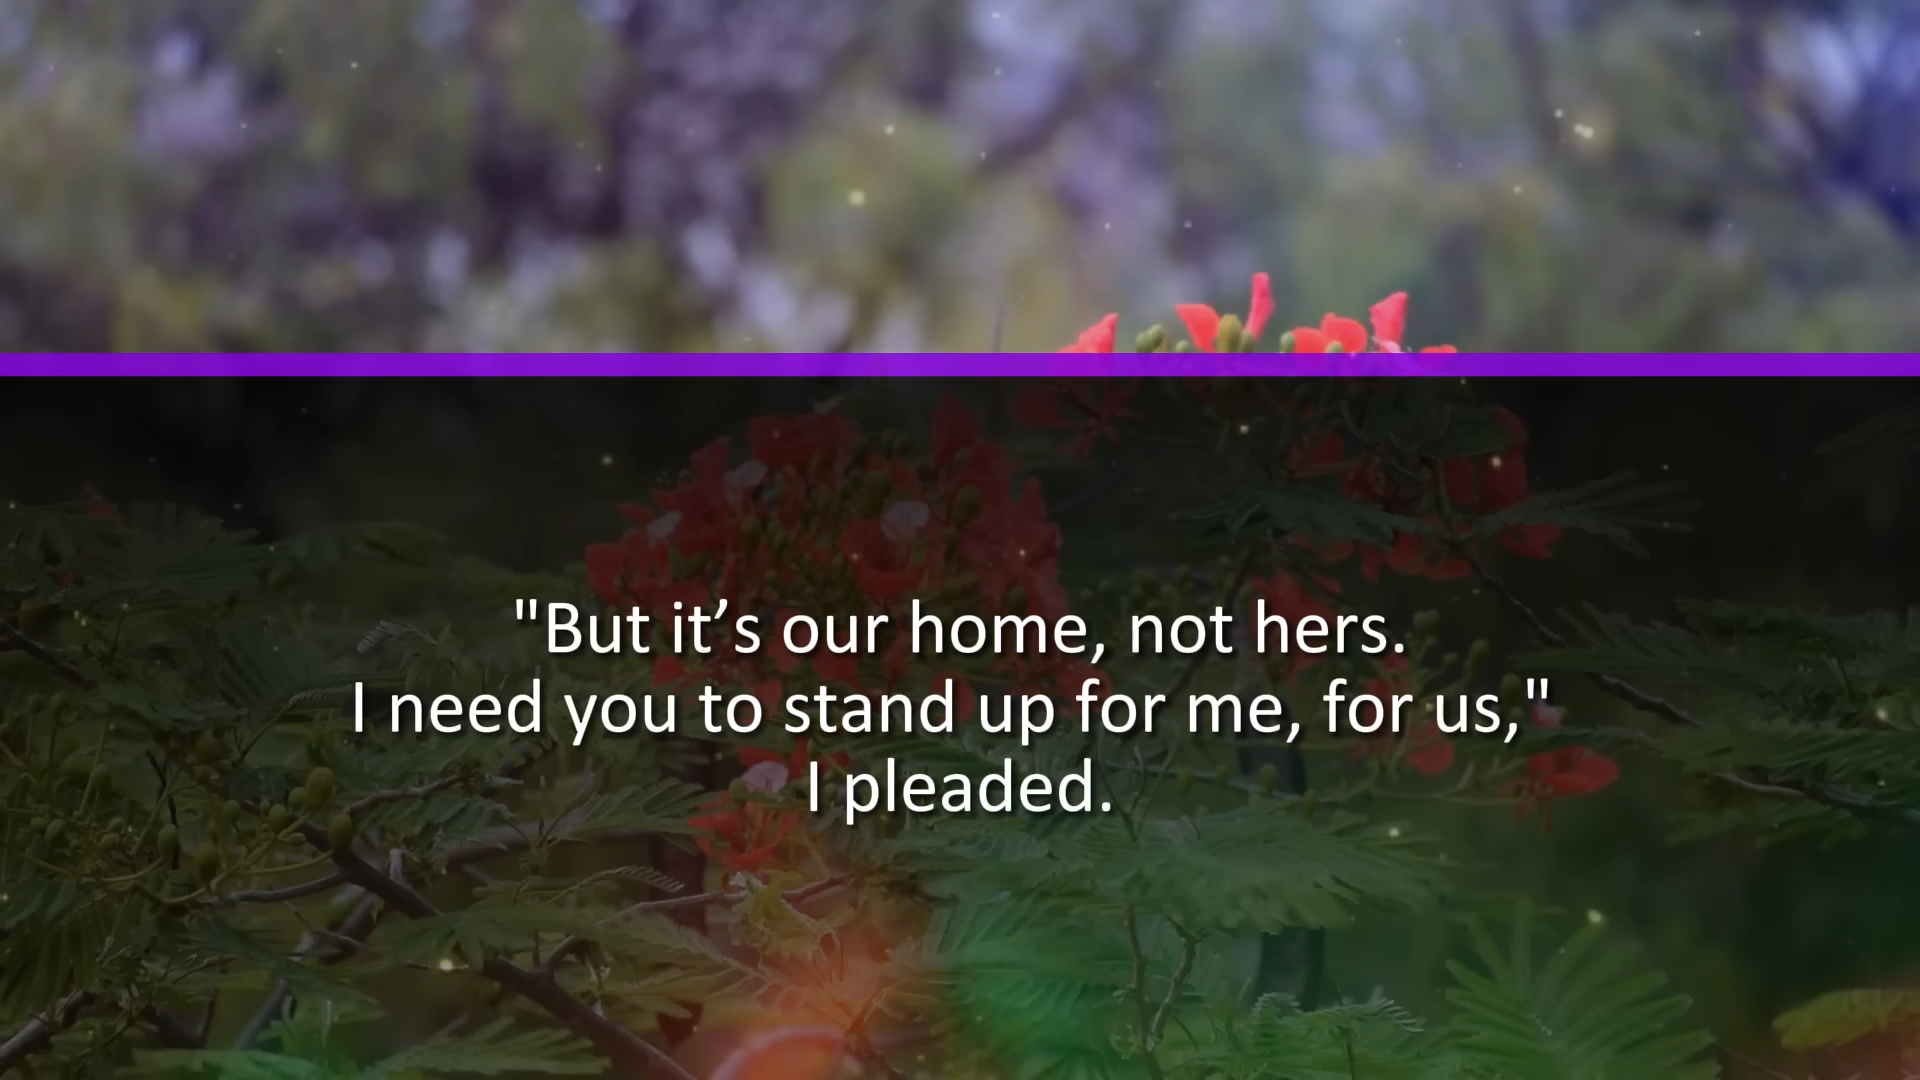 "But it’s our home, not hers.
I need you to stand up for me, for us,"
I pleaded.